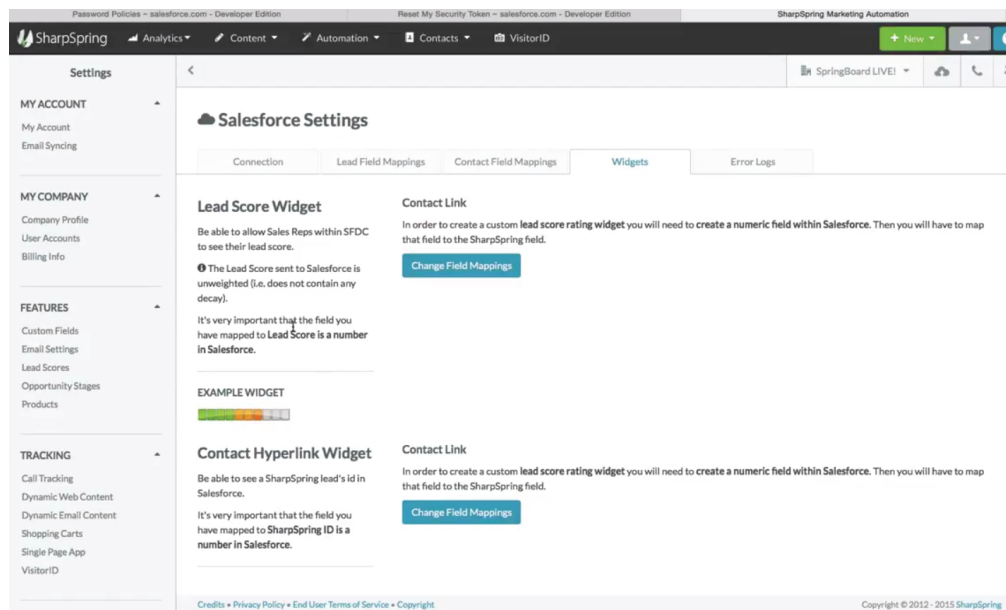 Password Policies ~ salesforce.com - Developer Edition
Reset My Security Token ~ salesforce.com - Developer Edition
SharpSpring Marketing Automation
SharpSpring
Analytics
Content
Automation
Contacts
VisitorID
+ New
Settings
SpringBoard LIVE!
MY ACCOUNT
My Account
Email Syncing
MY COMPANY
Company Profile
User Accounts
Billing Info
FEATURES
Custom Fields
Email Settings
Lead Scores
Opportunity Stages
Products
TRACKING
Call Tracking
Dynamic Web Content
Dynamic Email Content
Shopping Carts
Single Page App
VisitorID
Salesforce Settings
Connection
Lead Field Mappings
Contact Field Mappings
Widgets
Error Logs
Lead Score Widget
Be able to allow Sales Reps within SFDC
to see their lead score.
The Lead Score sent to Salesforce is
unweighted (i.e. does not contain any
decay).
It's very important that the field you
have mapped to Lead Score is a number
in Salesforce.
EXAMPLE WIDGET
Contact Link
In order to create a custom lead score rating widget you will need to create a numeric field within Salesforce. Then you will have to map
that field to the SharpSpring field.
Change Field Mappings
Contact Hyperlink Widget
Be able to see a SharpSpring lead's id in
Salesforce.
It's very important that the field you
have mapped to SharpSpring ID is a
number in Salesforce.
Contact Link
In order to create a custom lead score rating widget you will need to create a numeric field within Salesforce. Then you will have to map
that field to the SharpSpring field.
Change Field Mappings
Credits • Privacy Policy • End User Terms of Service • Copyright
Copyright © 2012 - 2015 SharpSpring